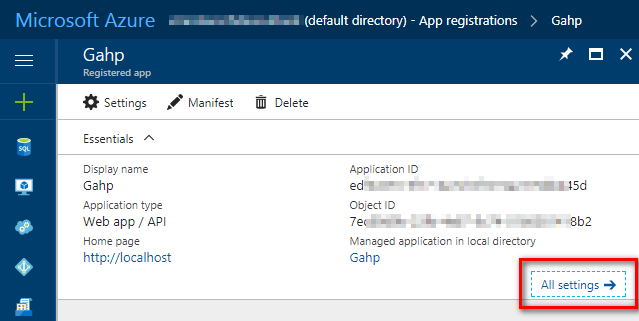 Microsoft Azure (default directory) - App registrations > Gahp
Gahp
Registered app
Settings Manifest Delete
Essentials
Display name Application ID
Gahp ed 45d
Application type Object ID
Web app / API 7ec 8b2
Home page Managed application in local directory
http://localhost Gahp
All settings →
SQL